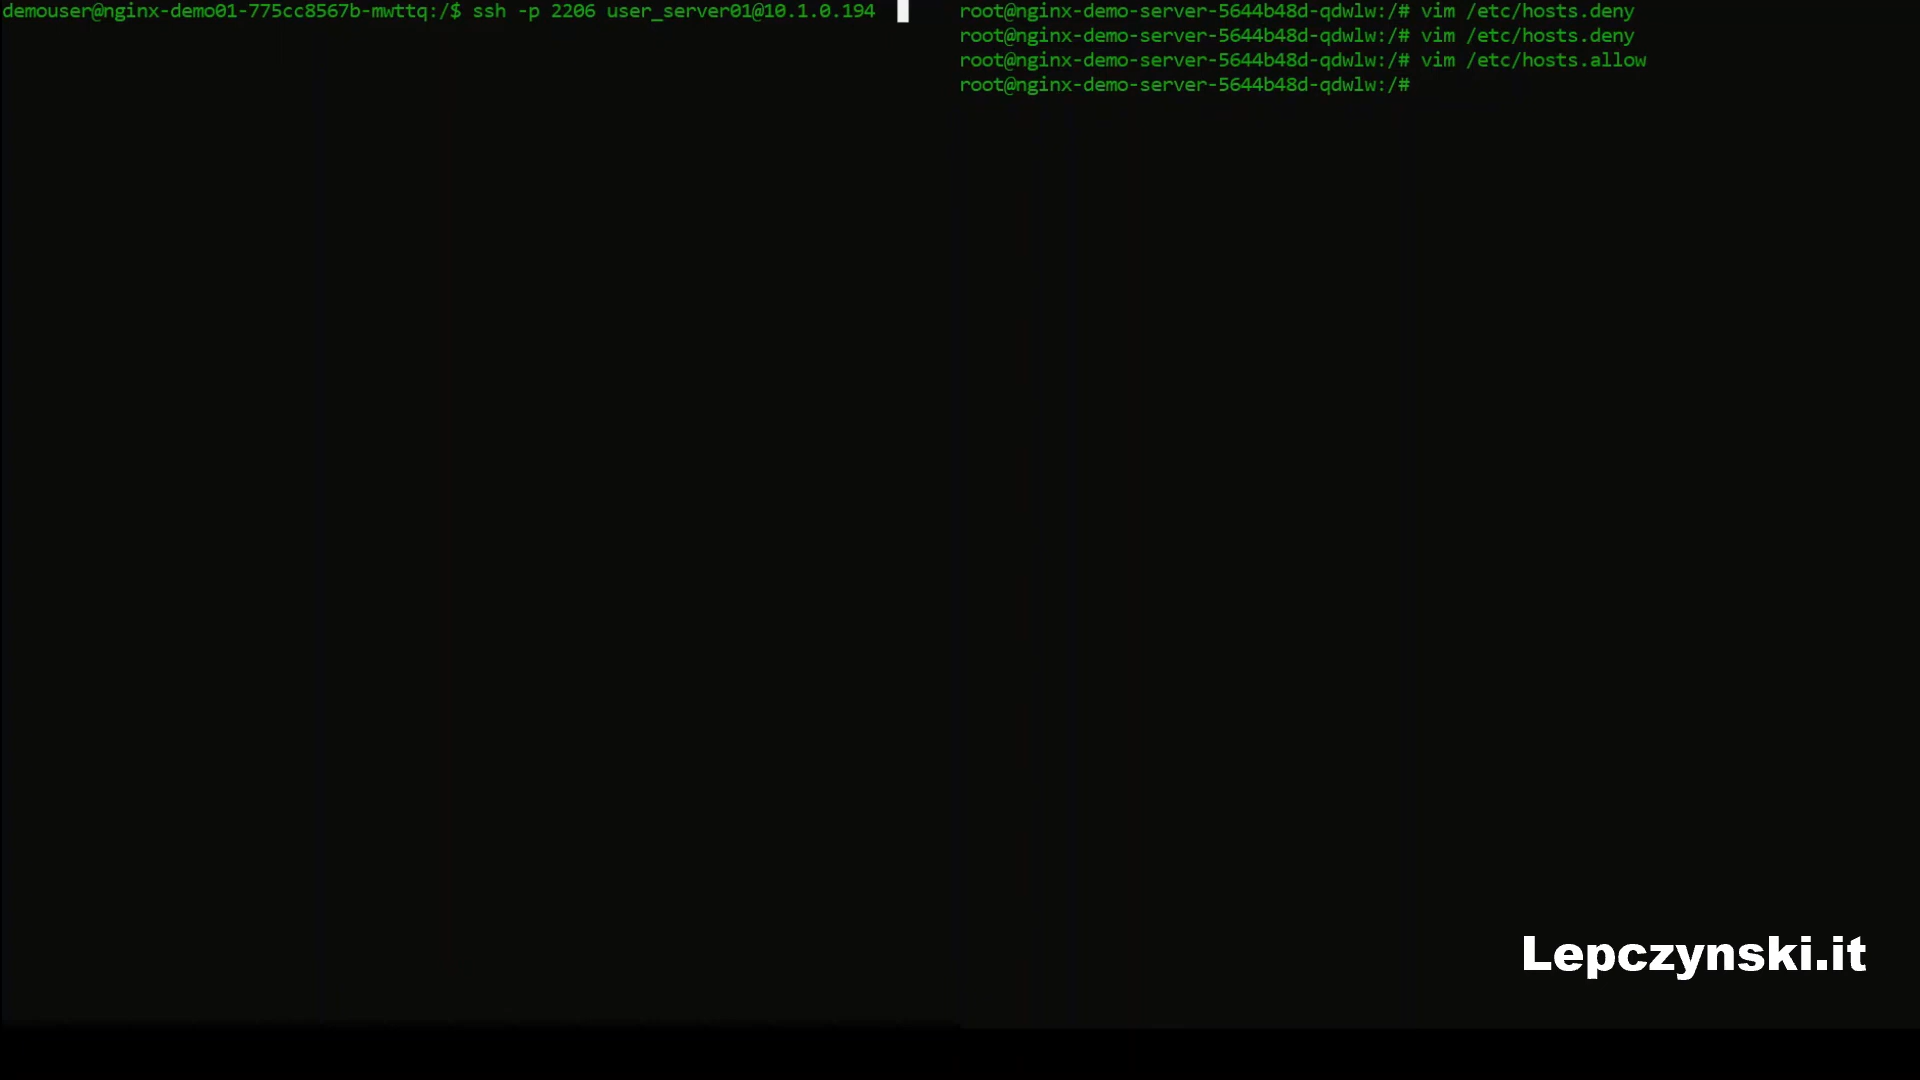 demouser@nginx-demo01-775cc8567b-mwttq:/$ ssh -p 2206 user_server01@10.1.0.194
root@nginx-demo-server-5644b48d-qdwlw:/# vim /etc/hosts.deny
root@nginx-demo-server-5644b48d-qdwlw:/# vim /etc/hosts.deny
root@nginx-demo-server-5644b48d-qdwlw:/# vim /etc/hosts.allow
root@nginx-demo-server-5644b48d-qdwlw:/#
Lepczynski.it